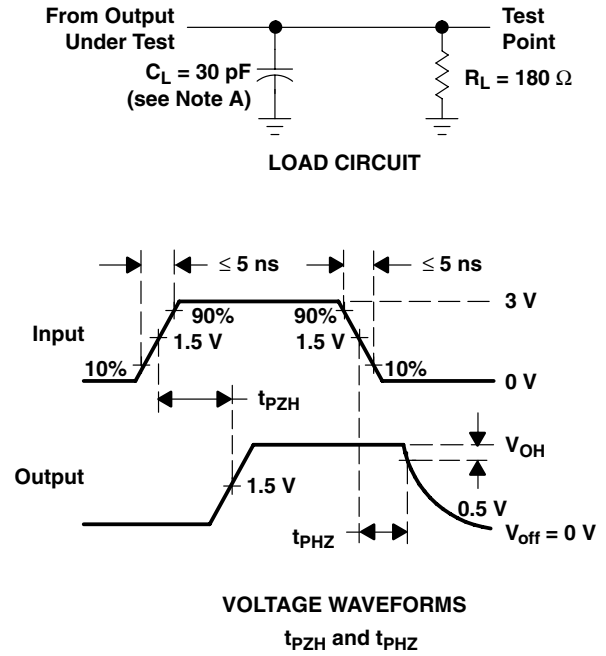 From Output
Under Test
Test
Point
C_L = 30 pF
(see Note A)
R_L = 180 Ω
LOAD CIRCUIT
≤ 5 ns
≤ 5 ns
3 V
90%
90%
Input
1.5 V
1.5 V
10%
10%
0 V
t_PZH
V_OH
Output
1.5 V
0.5 V
t_PHZ
V_off = 0 V
VOLTAGE WAVEFORMS
t_PZH and t_PHZ